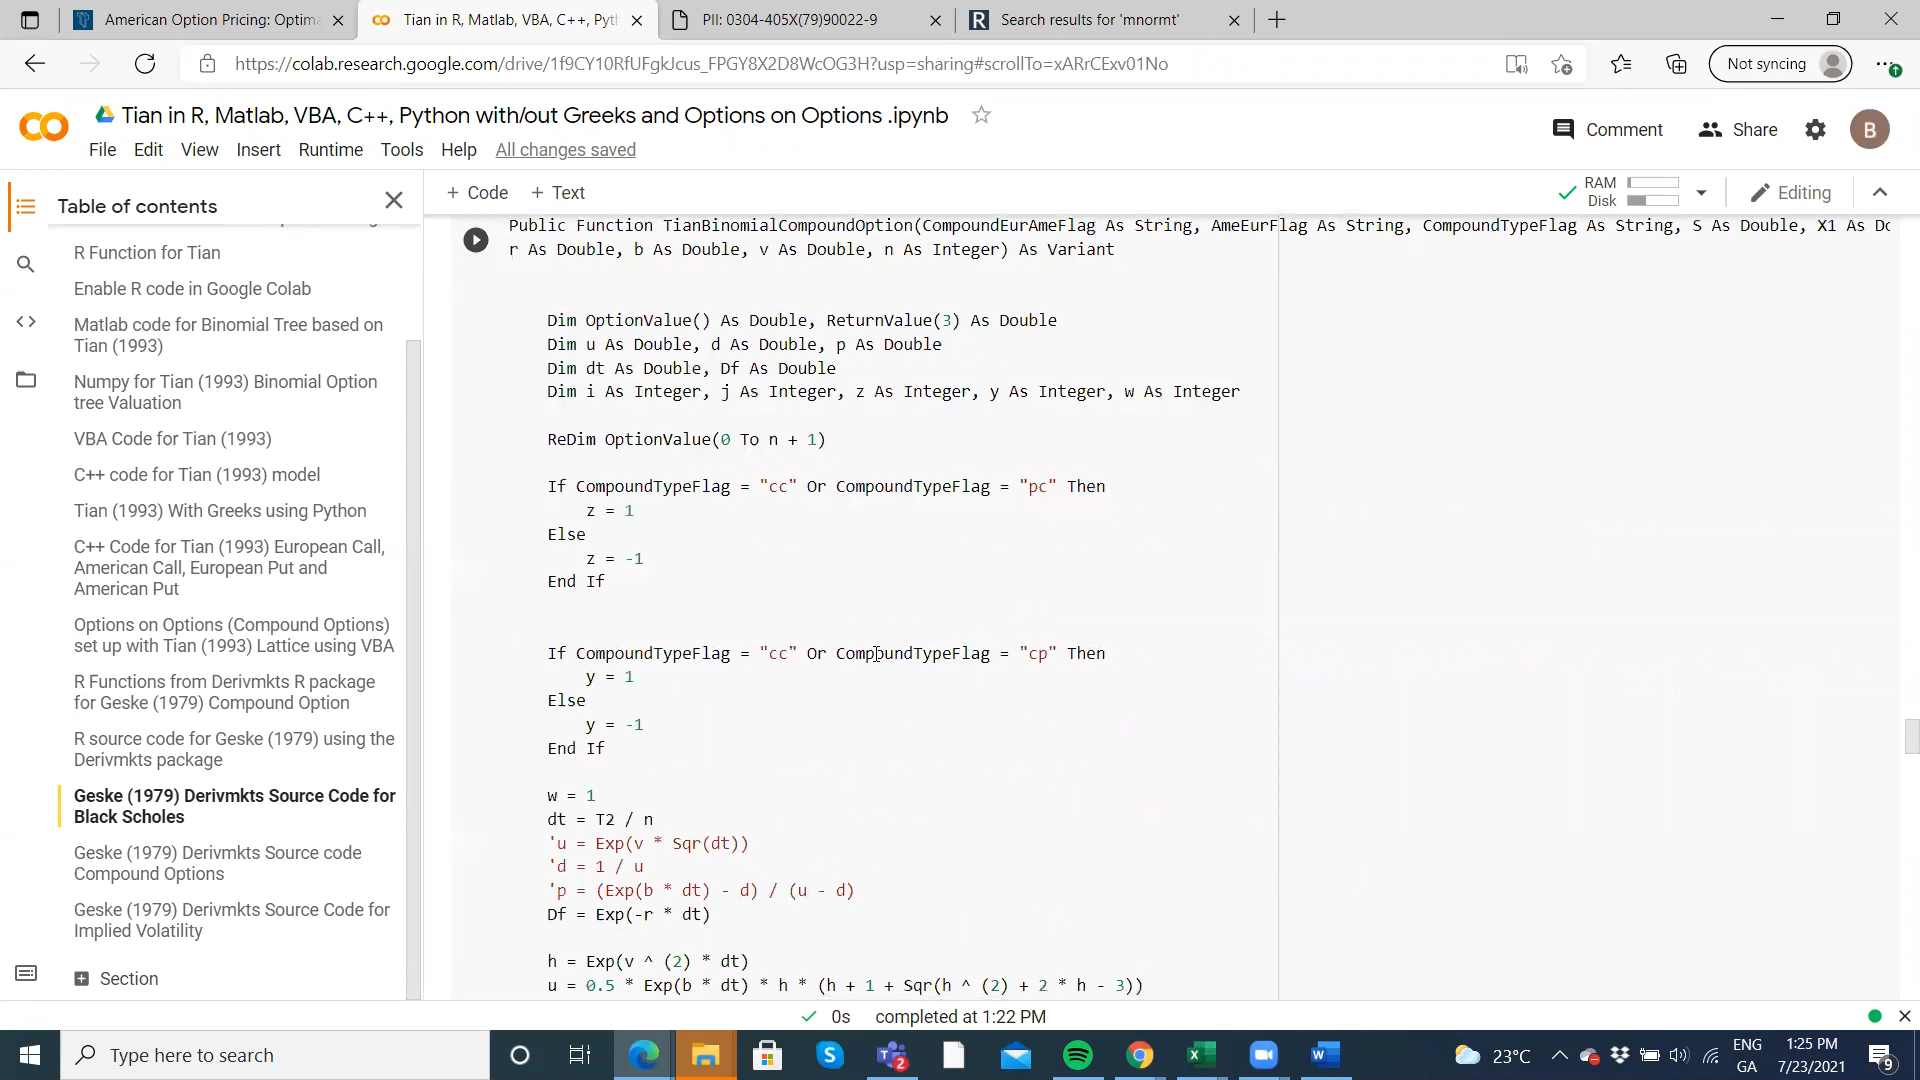 American Option Pricing: Optima
Tian in R, Matlab, VBA, C++, Pyth
PII: 0304-405X(79)90022-9
Search results for 'mnormt'
https://colab.research.google.com/drive/1f9CY10RfUFgkJcus_FPGY8X2D8WcOG3H?usp=sharing#scrollTo=xARrCExv01No
Not syncing
Tian in R, Matlab, VBA, C++, Python with/out Greeks and Options on Options .ipynb
File Edit View Insert Runtime Tools Help All changes saved
Comment
Share
B
Table of contents
+ Code + Text
RAM
Disk
Editing
R Function for Tian
Enable R code in Google Colab
Matlab code for Binomial Tree based on
Tian (1993)
Numpy for Tian (1993) Binomial Option
tree Valuation
VBA Code for Tian (1993)
C++ code for Tian (1993) model
Tian (1993) With Greeks using Python
C++ Code for Tian (1993) European Call,
American Call, European Put and
American Put
Options on Options (Compound Options)
set up with Tian (1993) Lattice using VBA
R Functions from Derivmkts R package
for Geske (1979) Compound Option
R source code for Geske (1979) using the
Derivmkts package
Geske (1979) Derivmkts Source Code for
Black Scholes
Geske (1979) Derivmkts Source code
Compound Options
Geske (1979) Derivmkts Source Code for
Implied Volatility
Section
Public Function TianBinomialCompoundOption(CompoundEurAmeFlag As String, AmeEurFlag As String, CompoundTypeFlag As String, S As Double, X1 As Do
r As Double, b As Double, v As Double, n As Integer) As Variant
Dim OptionValue() As Double, ReturnValue(3) As Double
Dim u As Double, d As Double, p As Double
Dim dt As Double, Df As Double
Dim i As Integer, j As Integer, z As Integer, y As Integer, w As Integer
ReDim OptionValue(0 To n + 1)
If CompoundTypeFlag = "cc" Or CompoundTypeFlag = "pc" Then
z = 1
Else
z = -1
End If
If CompoundTypeFlag = "cc" Or CompoundTypeFlag = "cp" Then
y = 1
Else
y = -1
End If
w = 1
dt = T2 / n
'u = Exp(v * Sqr(dt))
'd = 1 / u
'p = (Exp(b * dt) - d) / (u - d)
Df = Exp(-r * dt)
h = Exp(v ^ (2) * dt)
u = 0.5 * Exp(b * dt) * h * (h + 1 + Sqr(h ^ (2) + 2 * h - 3))
0s completed at 1:22 PM
Type here to search
2
23°C
ENG
GA
1:25 PM
7/23/2021
9